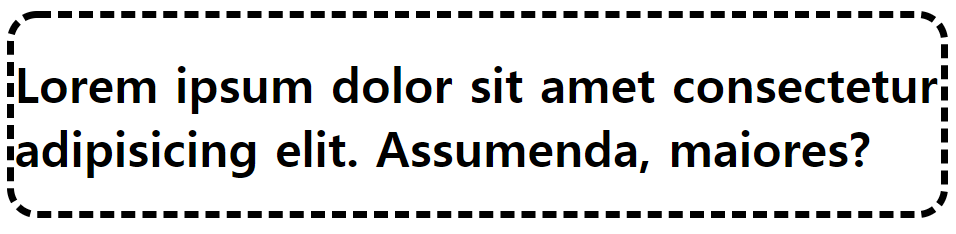 Lorem ipsum dolor sit amet consectetur
adipisicing elit. Assumenda, maiores?